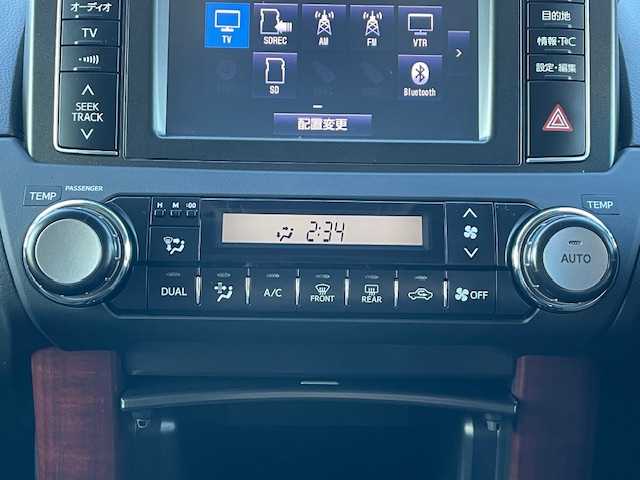 オーディオ
TV
SEEK
TRACK
TV
SDREC
AM
FM
VTR
SD
Bluetooth
配置変更
目的地
情報・TC
設定・編集
TEMP
PASSENGER
H M :00
2:34
TEMP
AUTO
DUAL
A/C
FRONT
REAR
OFF